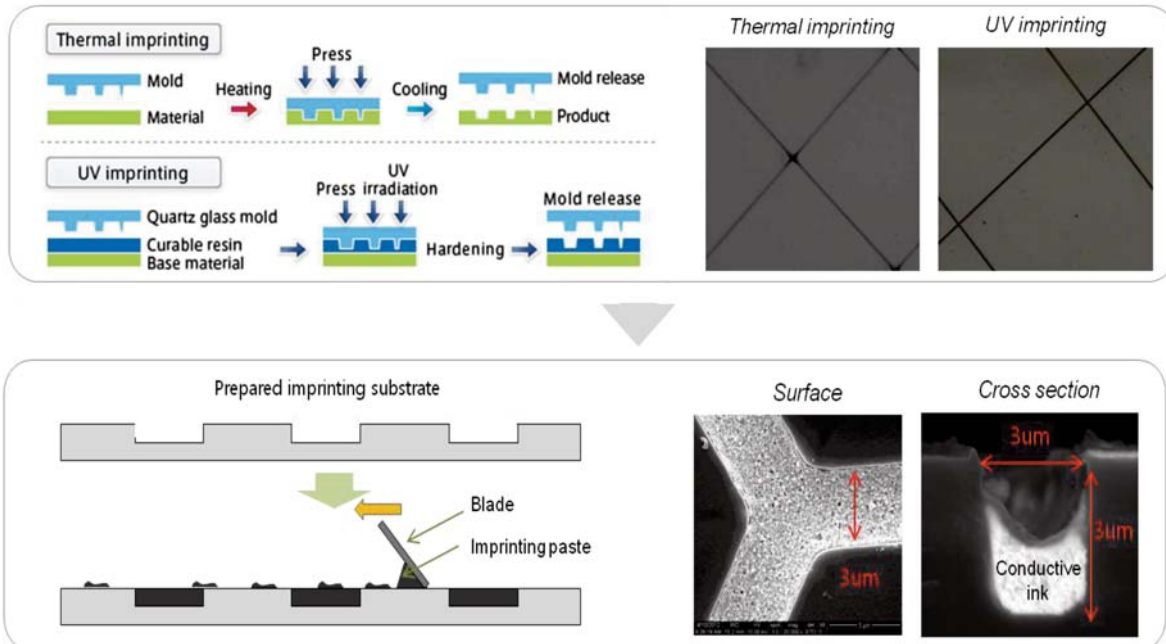 Thermal imprinting
Mold
Material
Heating
Press
Cooling
Mold release
Product
UV imprinting
Quartz glass mold
Curable resin
Base material
Press
UV
irradiation
Hardening
Mold release
Thermal imprinting
UV imprinting
Prepared imprinting substrate
Blade
Imprinting paste
Surface
3um
Cross section
3um
3um
Conductive
ink